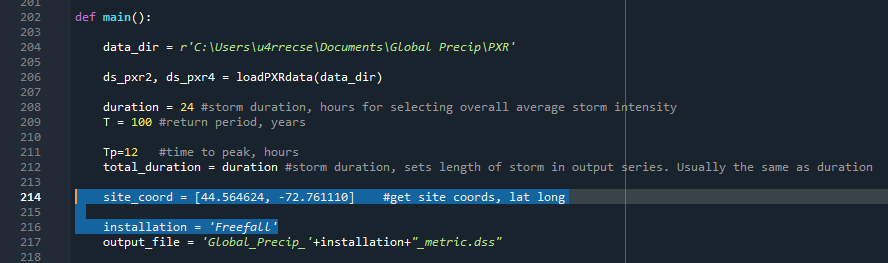 201
202 def main():
203
204 data_dir = r'C:\Users\u4rrecse\Documents\Global Precip\PXR'
205
206 ds_pxr2, ds_pxr4 = loadPXRdata(data_dir)
207
208 duration = 24 #storm duration, hours for selecting overall average storm intensity
209 T = 100 #return period, years
210
211 Tp=12 #time to peak, hours
212 total_duration = duration #storm duration, sets length of storm in output series. Usually the same as duration
213
214 site_coord = [44.564624, -72.761110] #get site coords, lat long
215
216 installation = 'Freefall'
217 output_file = 'Global_Precip_'+installation+"_metric.dss"
218